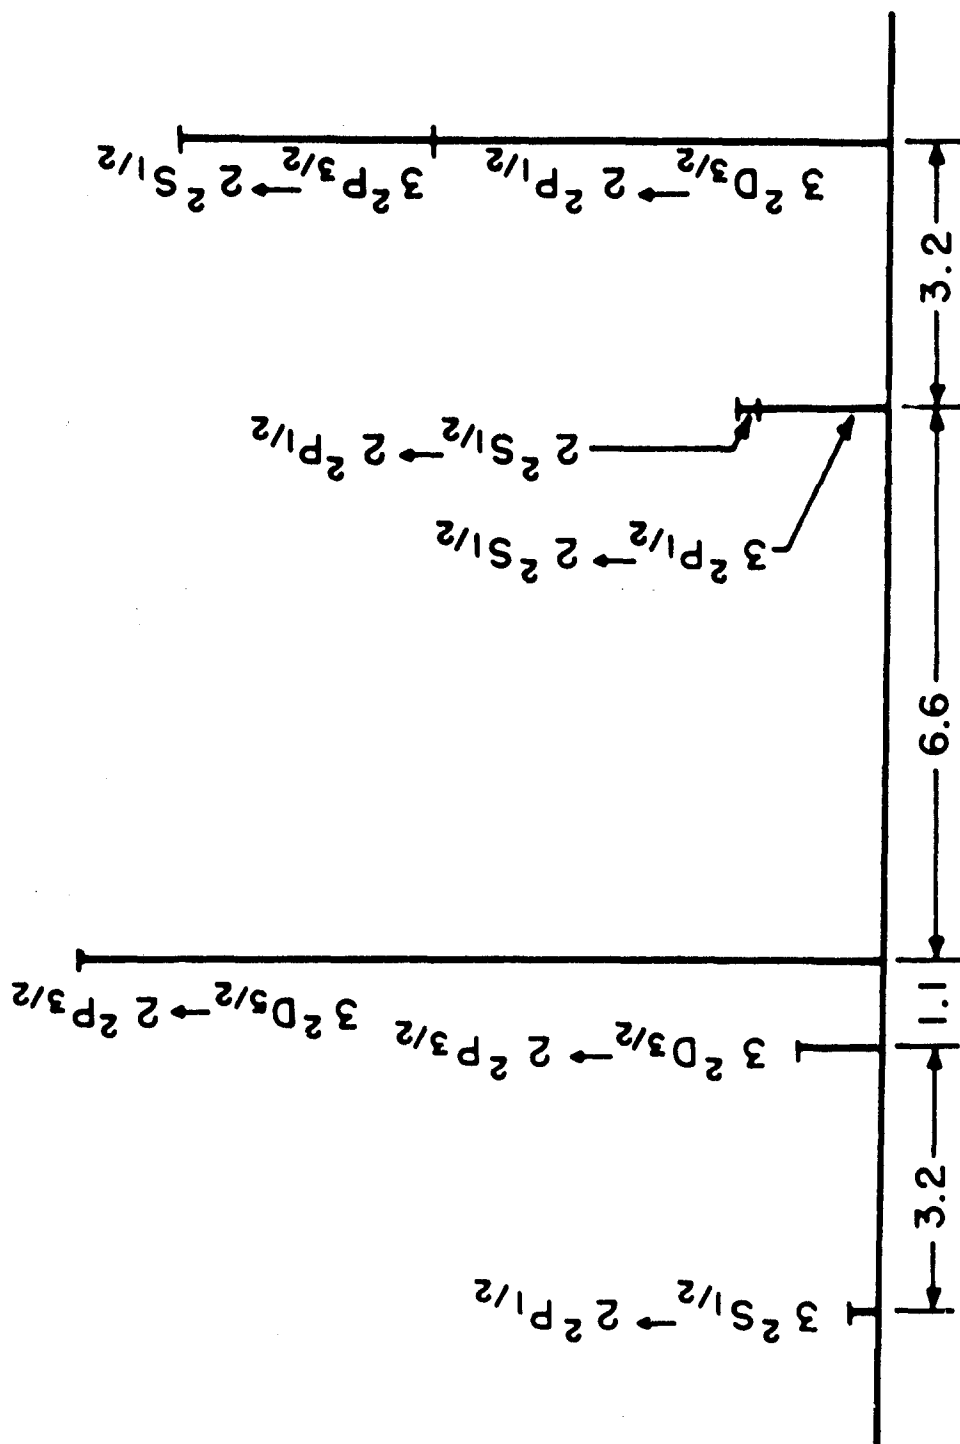 3 ²P3/2 → 2 ²S1/2
3 ²D3/2 → 2 ²P1/2
2 ²S1/2 → 2 ²P1/2
3 ²P1/2 → 2 ²S1/2
3 ²D5/2 → 2 ²P3/2
3 ²D3/2 → 2 ²P3/2
3 ²S1/2 → 2 ²P1/2
3.2
6.6
1.1
3.2